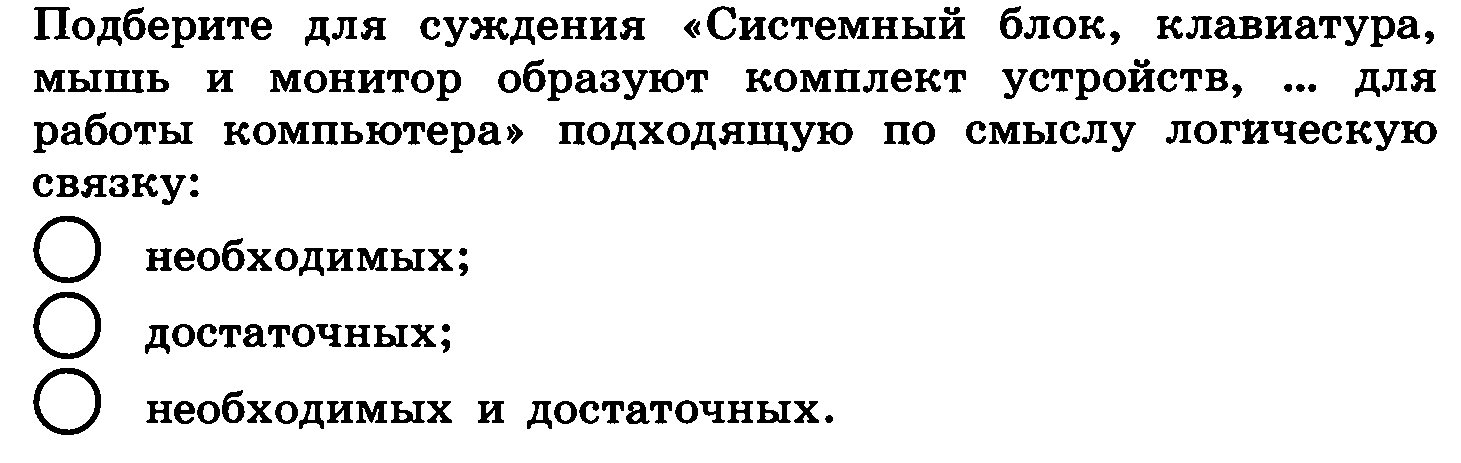 Подберите для суждения «Системный блок, клавиатура,
мышь и монитор образуют комплект устройств, ... для
работы компьютера» подходящую по смыслу логическую
связку:
необходимых;
достаточных;
необходимых и достаточных.